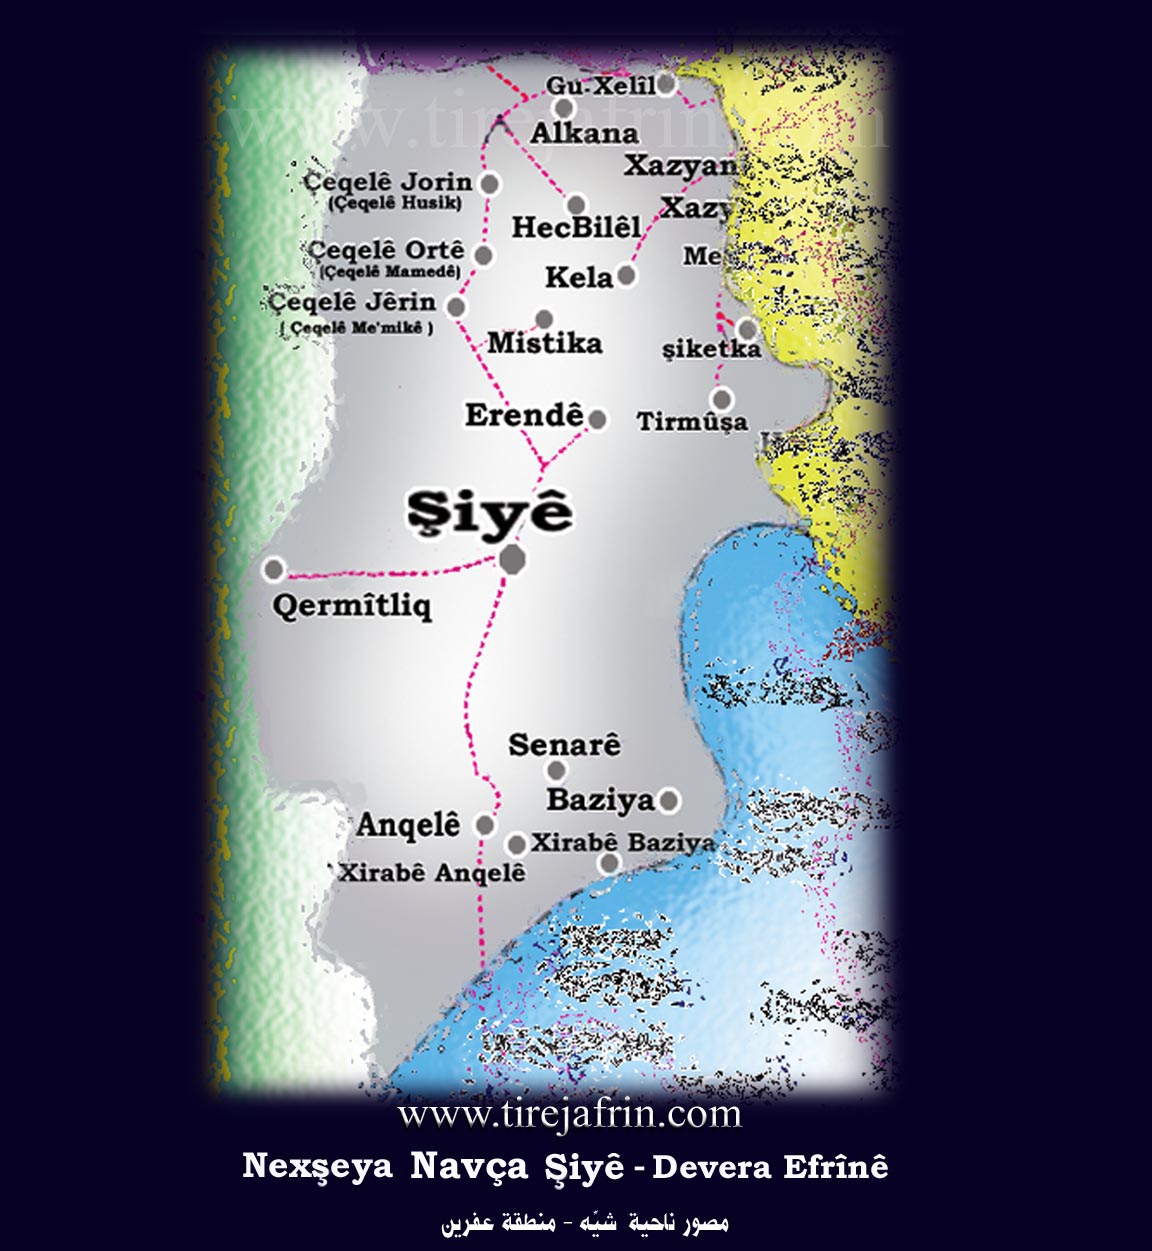 www.tirejafrin.com
Gu.Xelîl
Alkana
Xazyan
Çeqelê Jorin
(Çeqelê Husik)
Xazy
HecBilêl
Çeqelê Ortê
(Çeqelê Mamedê)
Me
Kela
Çeqelê Jêrin
( Çeqelê Me'mikê )
Mistika
şiketka
Erendê
Tirmûşa
Şiyê
Qermîtliq
Senarê
Baziya
Anqelê
Xirabê Baziya
Xirabê Anqelê
www.tirejafrin.com
Nexşeya Navça Şiyê - Devera Efrînê
مصور ناحية شيّه - منطقة عفرين